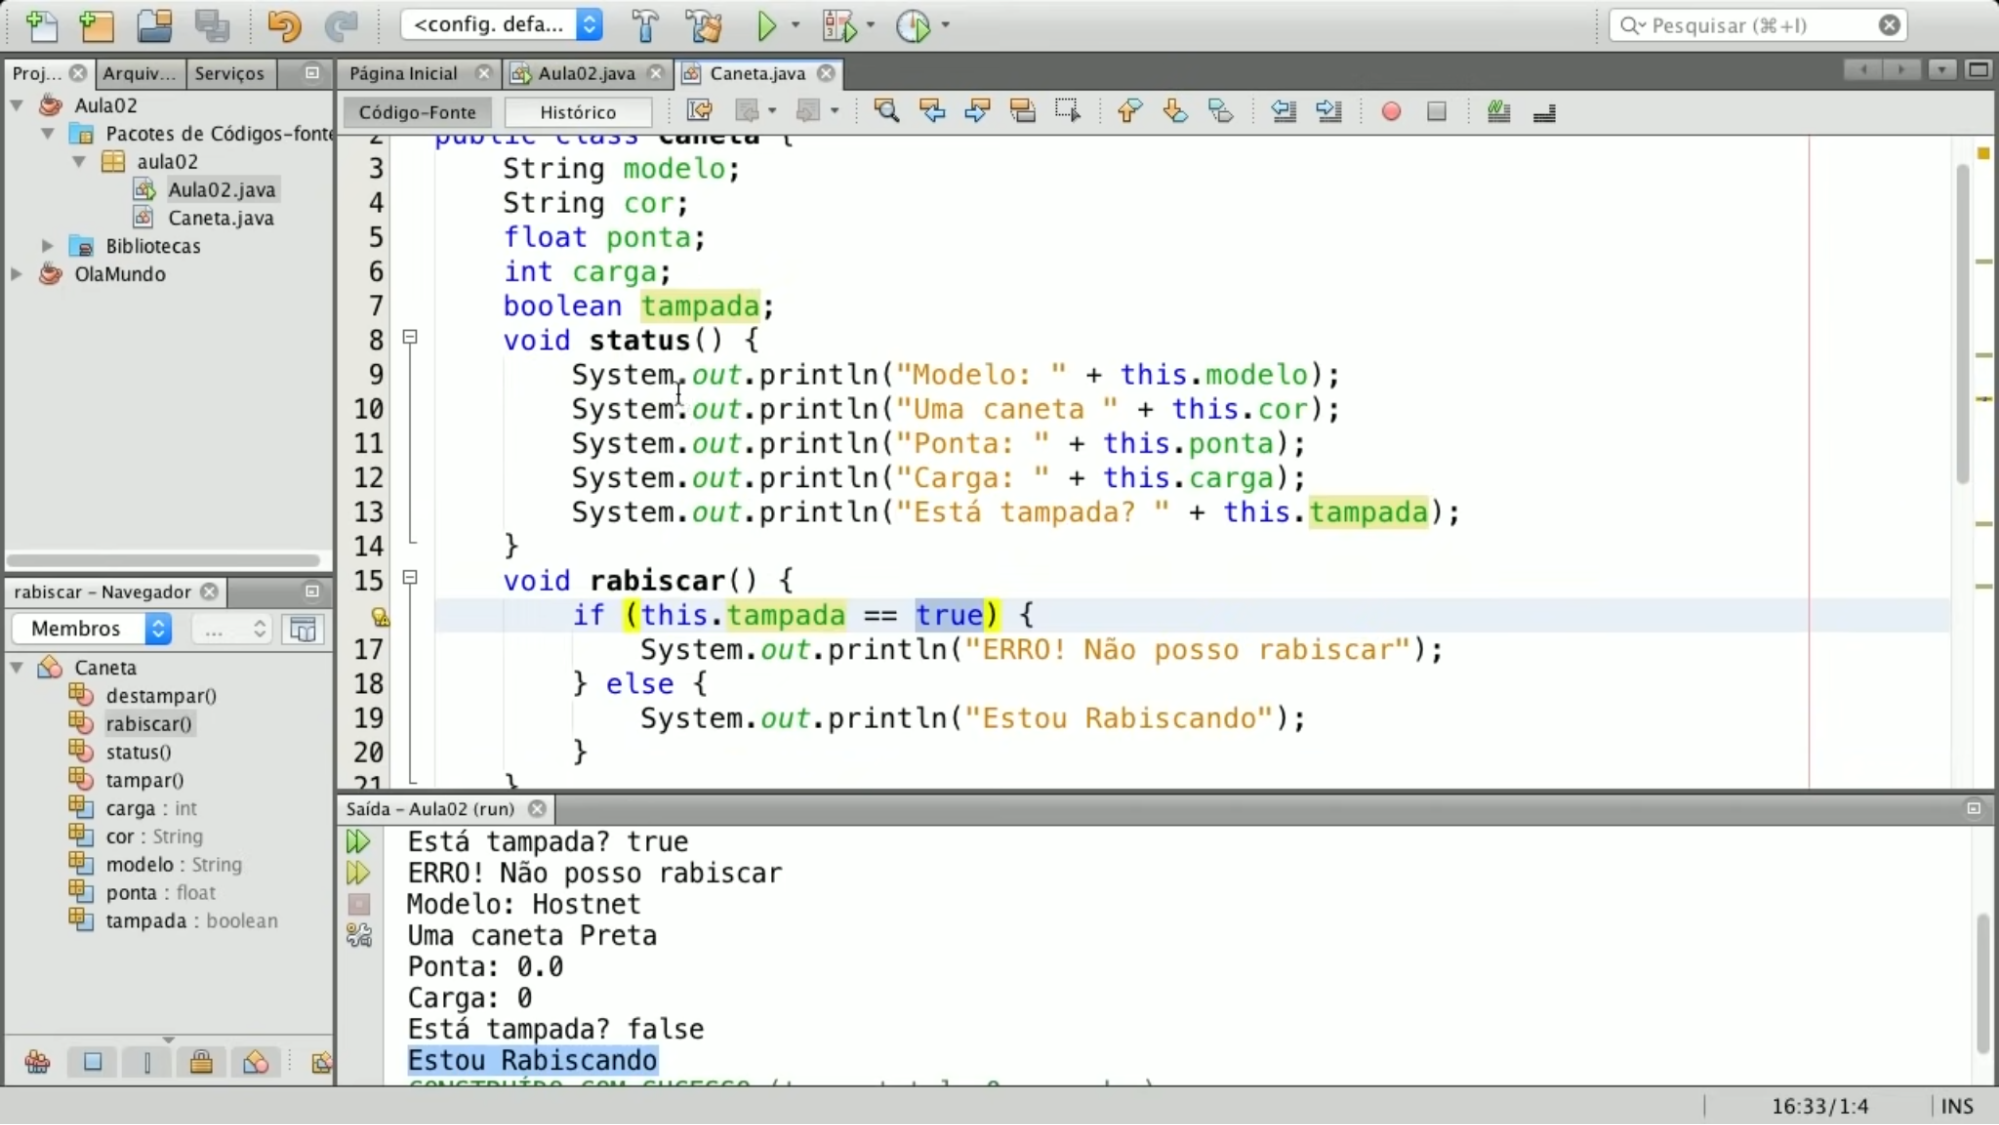 <config. defa...
Pesquisar (⌘+I)
Proj...
Arquiv...
Serviços
Página Inicial
Aula02.java
Caneta.java
Código-Fonte
Histórico
Aula02
Pacotes de Códigos-fonte
aula02
Aula02.java
Caneta.java
Bibliotecas
OlaMundo
2 public class Caneta {
3 String modelo;
4 String cor;
5 float ponta;
6 int carga;
7 boolean tampada;
8 void status() {
9 System.out.println("Modelo: " + this.modelo);
10 System.out.println("Uma caneta " + this.cor);
11 System.out.println("Ponta: " + this.ponta);
12 System.out.println("Carga: " + this.carga);
13 System.out.println("Está tampada? " + this.tampada);
14 }
15 void rabiscar() {
if (this.tampada == true) {
17 System.out.println("ERRO! Não posso rabiscar");
18 } else {
19 System.out.println("Estou Rabiscando");
20 }
21 }
rabiscar - Navegador
Membros
...
Caneta
destampar()
rabiscar()
status()
tampar()
carga : int
cor : String
modelo : String
ponta : float
tampada : boolean
Saída - Aula02 (run)
Está tampada? true
ERRO! Não posso rabiscar
Modelo: Hostnet
Uma caneta Preta
Ponta: 0.0
Carga: 0
Está tampada? false
Estou Rabiscando
CONSTRUÍDO COM SUCESSO
16:33/1:4
INS